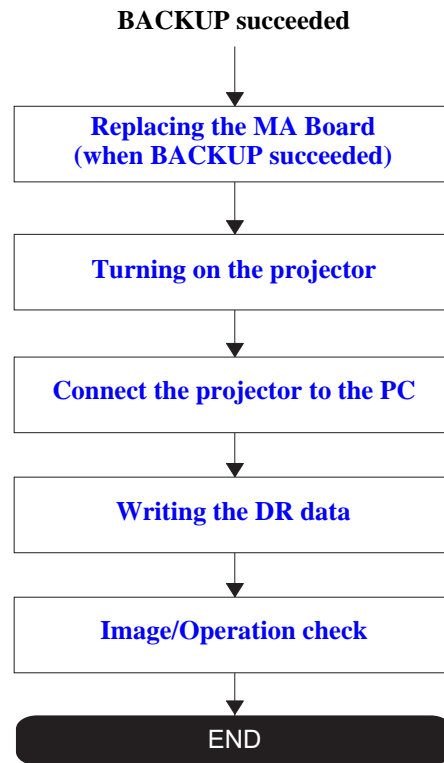 BACKUP succeeded
Replacing the MA Board
(when BACKUP succeeded)
Turning on the projector
Connect the projector to the PC
Writing the DR data
Image/Operation check
END